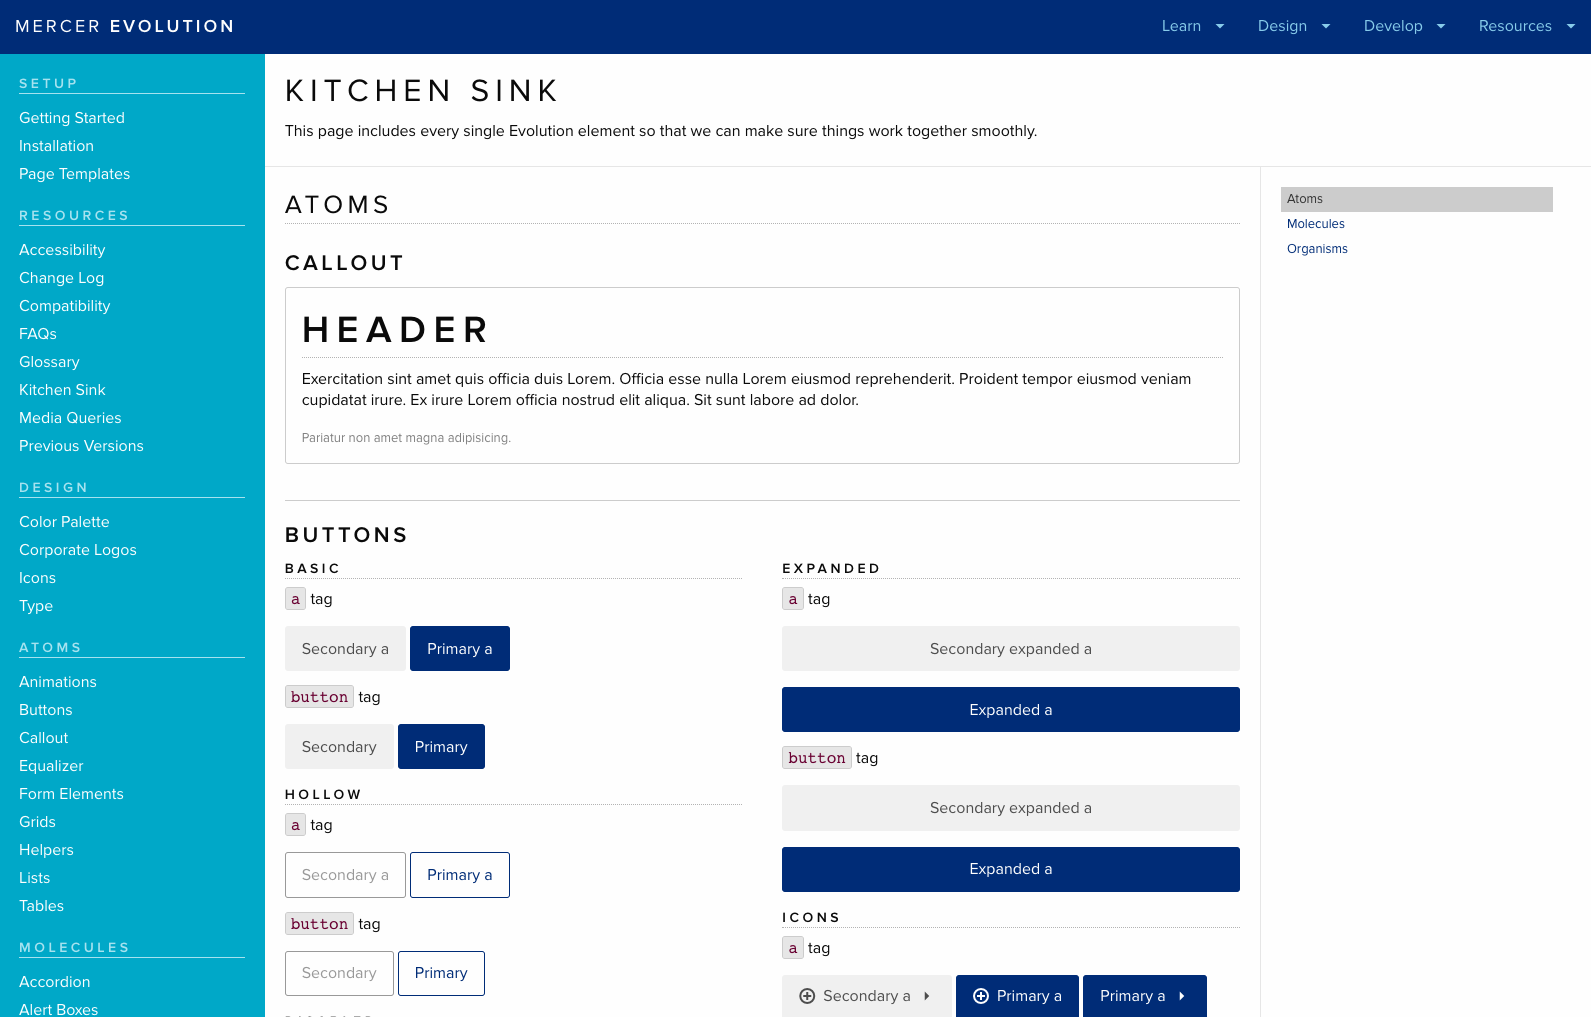 MERCER EVOLUTION
Learn Design Develop Resources
SETUP
Getting Started
Installation
Page Templates
RESOURCES
Accessibility
Change Log
Compatibility
FAQs
Glossary
Kitchen Sink
Media Queries
Previous Versions
DESIGN
Color Palette
Corporate Logos
Icons
Type
ATOMS
Animations
Buttons
Callout
Equalizer
Form Elements
Grids
Helpers
Lists
Tables
MOLECULES
Accordion
Alert Boxes
KITCHEN SINK
This page includes every single Evolution element so that we can make sure things work together smoothly.
ATOMS
CALLOUT
HEADER
Exercitation sint amet quis officia duis Lorem. Officia esse nulla Lorem eiusmod reprehenderit. Proident tempor eiusmod veniam
cupidatat irure. Ex irure Lorem officia nostrud elit aliqua. Sit sunt labore ad dolor.
Pariatur non amet magna adipisicing.
BUTTONS
BASIC
a tag
Secondary a Primary a
button tag
Secondary Primary
HOLLOW
a tag
Secondary a Primary a
button tag
Secondary Primary
EXPANDED
a tag
Secondary expanded a
Expanded a
button tag
Secondary expanded a
Expanded a
ICONS
a tag
Secondary a Primary a Primary a
Atoms
Molecules
Organisms